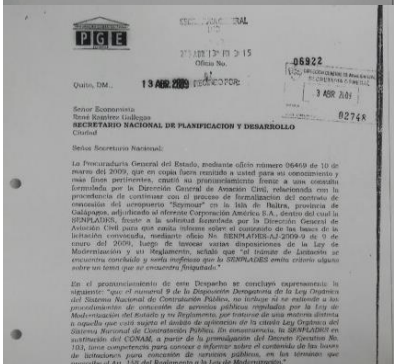 PGE
Oficio No.
06922
Quito, DM.,
13 ABR. 2009
3 ABR 2009
Señor Economista
René Ramírez Gallegos
SECRETARIO NACIONAL DE PLANIFICACION Y DESARROLLO
Ciudad
Señor Secretario Nacional:
La Procuraduría General del Estado, mediante oficio número 06469 de 10 de
marzo del 2009, que en copia fuera remitido a usted para su conocimiento y
más fines pertinentes, emitió su pronunciamiento frente a una consulta
formulada por la Dirección General de Aviación Civil, relacionada con la
procedencia de continuar con el proceso de formalización del contrato de
concesión del aeropuerto "Seymour" en la isla de Baltra, provincia de
Galápagos, adjudicado al oferente Corporación América S.A., dentro del cual la
SENPLADES, frente a la solicitud formulada por la Dirección General de
Aviación Civil para que emita informe sobre el contenido de las bases de la
licitación convocada, mediante oficio No. SENPLADES-AJ-2009-9 de 9 de
enero del 2009, luego de invocar varias disposiciones de la Ley de
Modernización y su Reglamento, señaló que "el trámite de Licitación se
encuentra concluido y sería inoficioso que la SENPLADES emita criterio alguno
sobre un tema que se encuentra finiquitado."
En el pronunciamiento de este Despacho se concluyó expresamente lo
siguiente: "que el numeral 9 de la Disposición Derogatoria de la Ley Orgánica
del Sistema Nacional de Contratación Pública, no incluye ni se extiende a los
procedimientos de concesión de servicios públicos regulados por la Ley de
Modernización del Estado y su Reglamento, por tratarse de una materia distinta
a aquella que está sujeta al ámbito de aplicación de la citada Ley Orgánica del
Sistema Nacional de Contratación Pública. En consecuencia, la SENPLADES en
sustitución del CONAM, a partir de la promulgación del Decreto Ejecutivo No.
103, tiene competencia para conocer e informar sobre el contenido de las bases
de licitaciones para concesión de servicios públicos, en los términos que